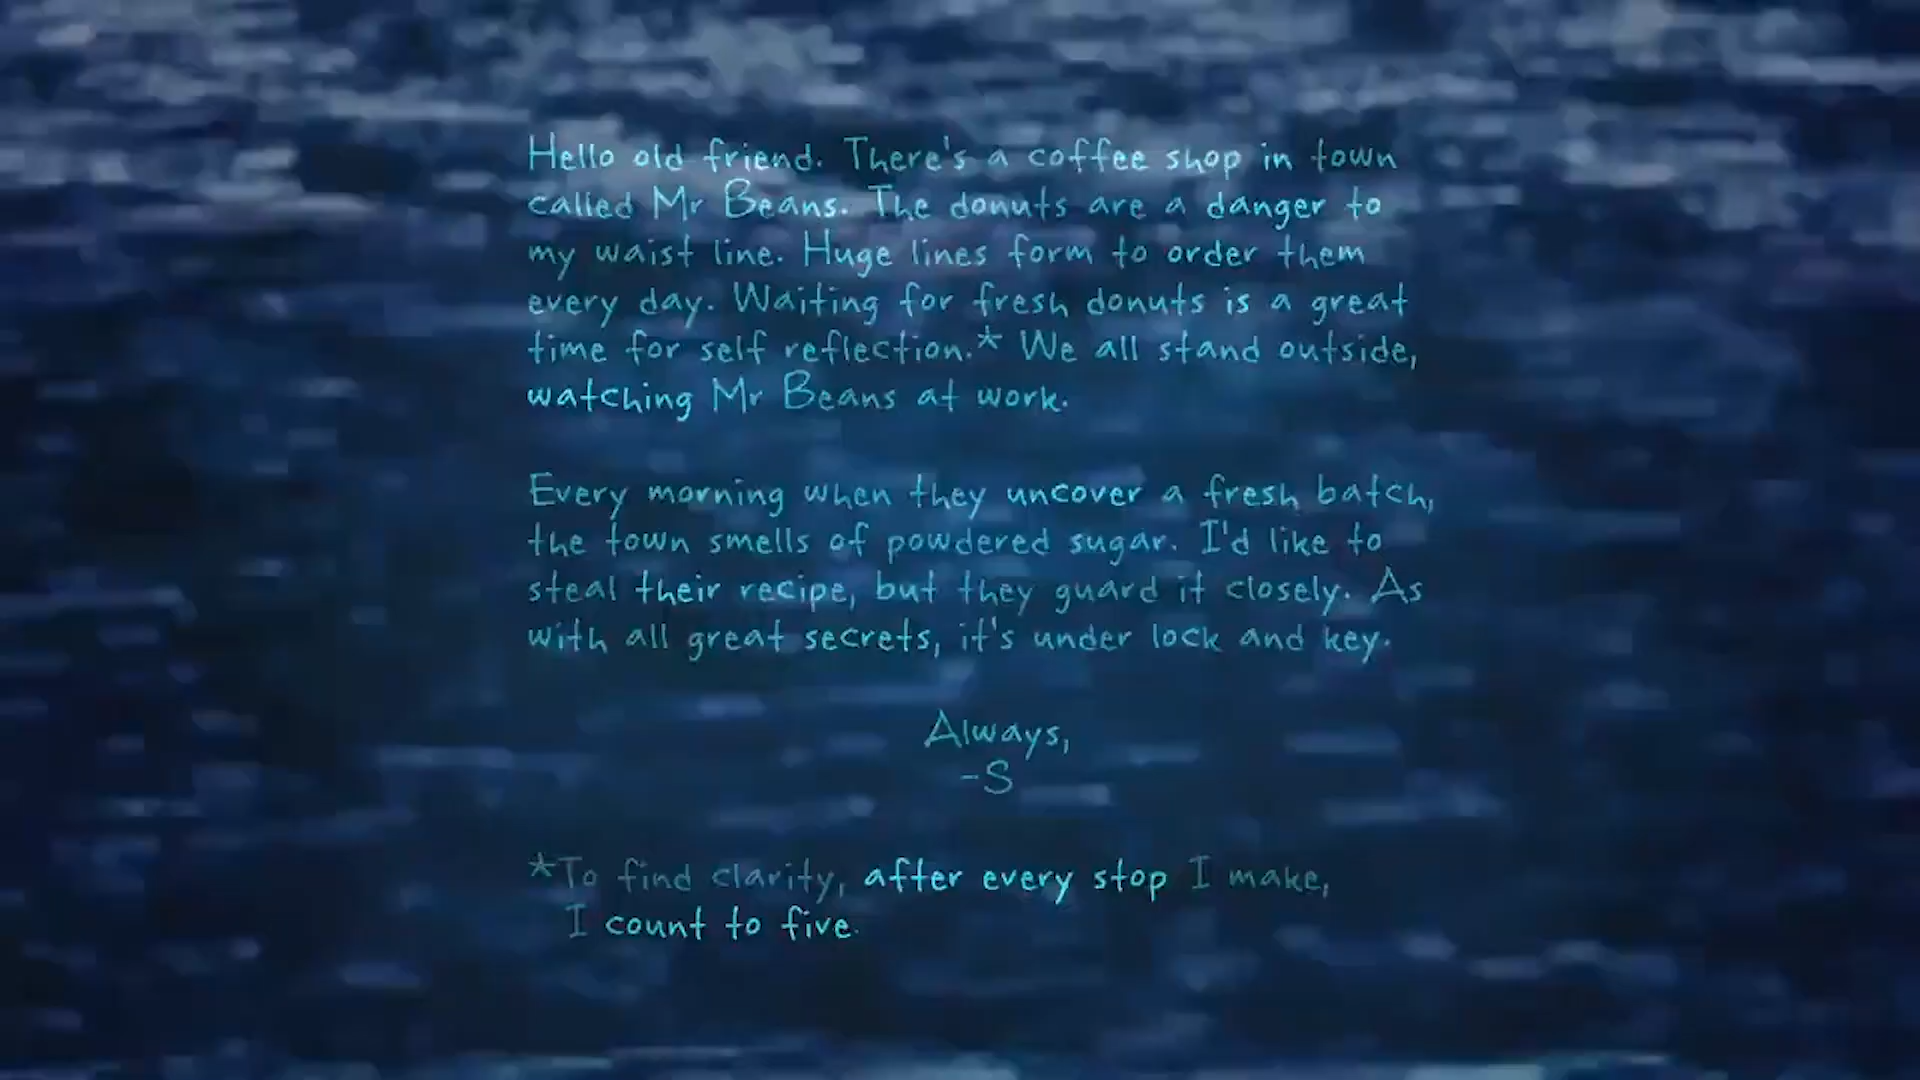 Hello old friend. There's a coffee shop in town
called Mr Beans. The donuts are a danger to
my waist line. Huge lines form to order them
every day. Waiting for fresh donuts is a great
time for self reflection.* We all stand outside,
watching Mr Beans at work.
Every morning when they uncover a fresh batch,
the town smells of powdered sugar. I'd like to
steal their recipe, but they guard it closely. As
with all great secrets, it's under lock and key.
Always,
-S
*To find clarity, after every stop I make,
I count to five.